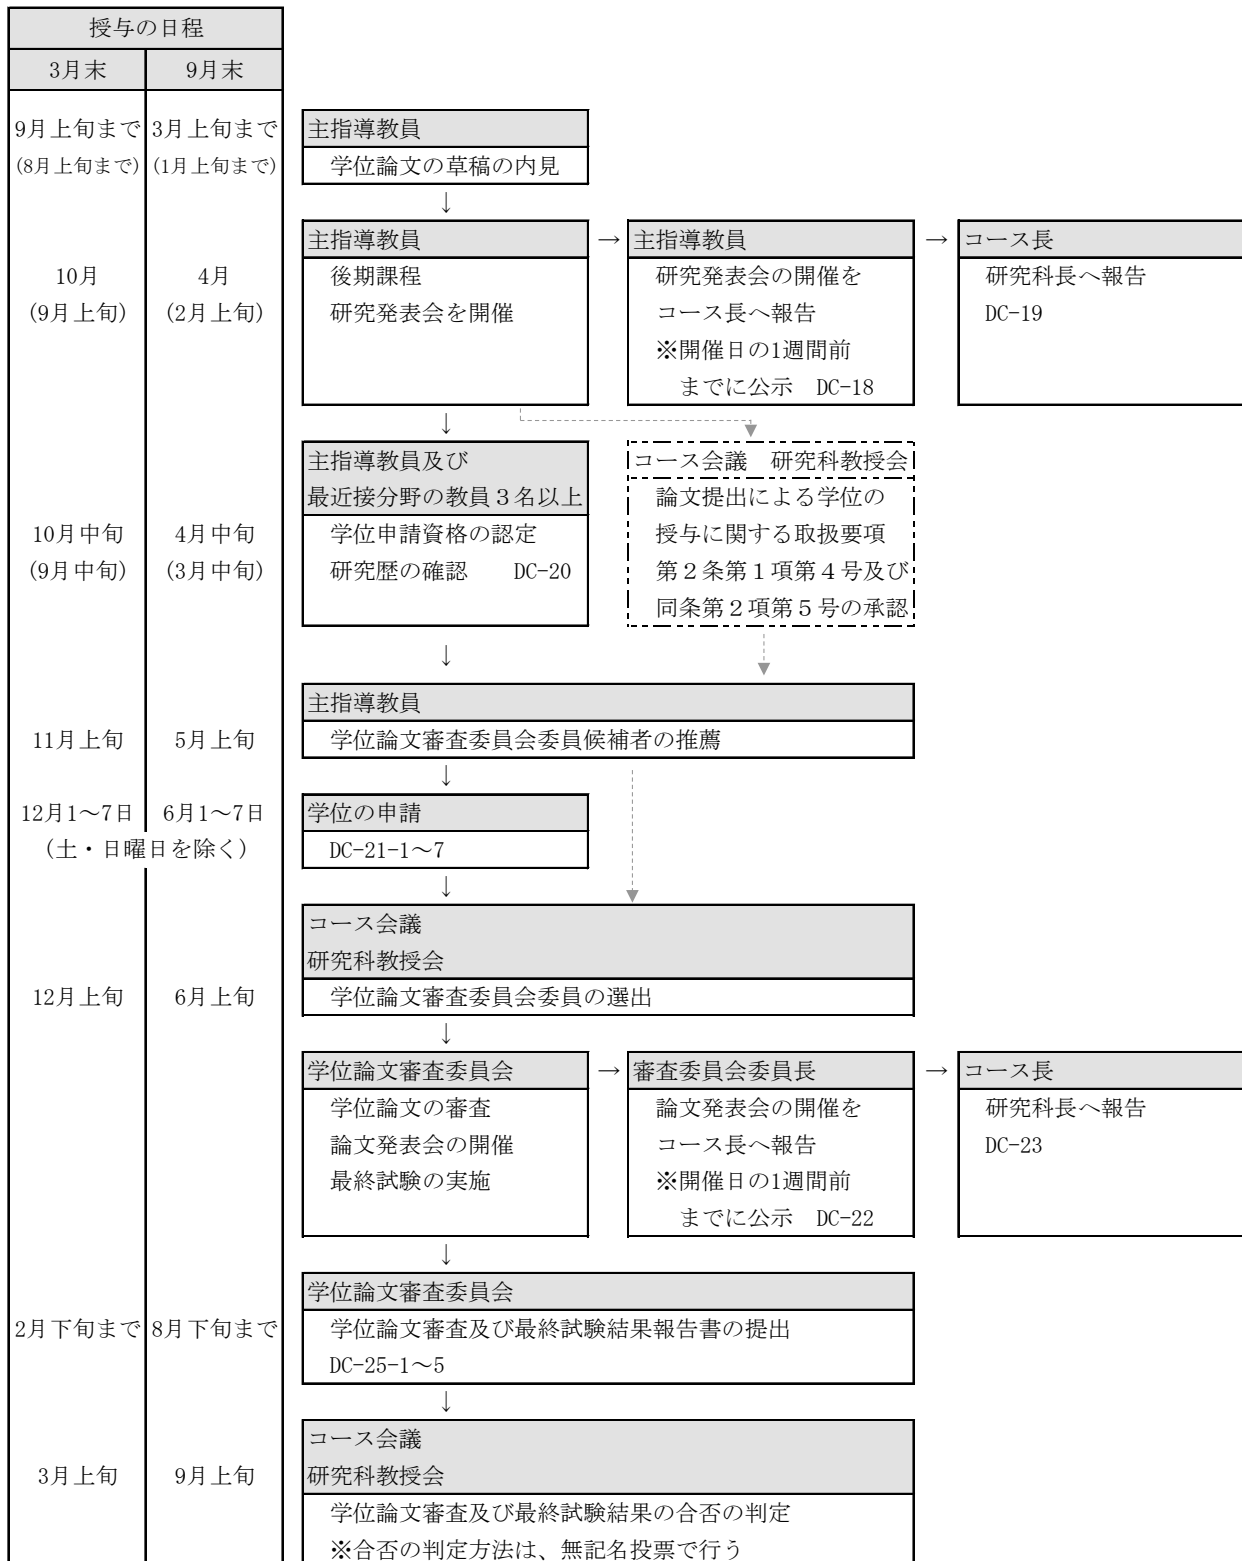 授与の日程
3月末 9月末
9月上旬まで 3月上旬まで
(8月上旬まで) (1月上旬まで)
主指導教員
学位論文の草稿の内見
↓
主指導教員 → 主指導教員 → コース長
10月 4月
(9月上旬) (2月上旬)
後期課程
研究発表会を開催
研究発表会の開催を
コース長へ報告
※開催日の1週間前
までに公示 DC-18
研究科長へ報告
DC-19
↓
主指導教員及び
最近接分野の教員３名以上
10月中旬 4月中旬
(9月中旬) (3月中旬)
学位申請資格の認定
研究歴の確認 DC-20
コース会議 研究科教授会
論文提出による学位の
授与に関する取扱要項
第２条第１項第４号及び
同条第２項第５号の承認
↓
主指導教員
11月上旬 5月上旬
学位論文審査委員会委員候補者の推薦
↓
12月1～7日 6月1～7日
（土・日曜日を除く）
学位の申請
DC-21-1～7
↓
コース会議
研究科教授会
12月上旬 6月上旬
学位論文審査委員会委員の選出
↓
学位論文審査委員会 → 審査委員会委員長 → コース長
学位論文の審査
論文発表会の開催
最終試験の実施
論文発表会の開催を
コース長へ報告
※開催日の1週間前
までに公示 DC-22
研究科長へ報告
DC-23
↓
学位論文審査委員会
2月下旬まで 8月下旬まで
学位論文審査及び最終試験結果報告書の提出
DC-25-1～5
↓
コース会議
研究科教授会
3月上旬 9月上旬
学位論文審査及び最終試験結果の合否の判定
※合否の判定方法は、無記名投票で行う